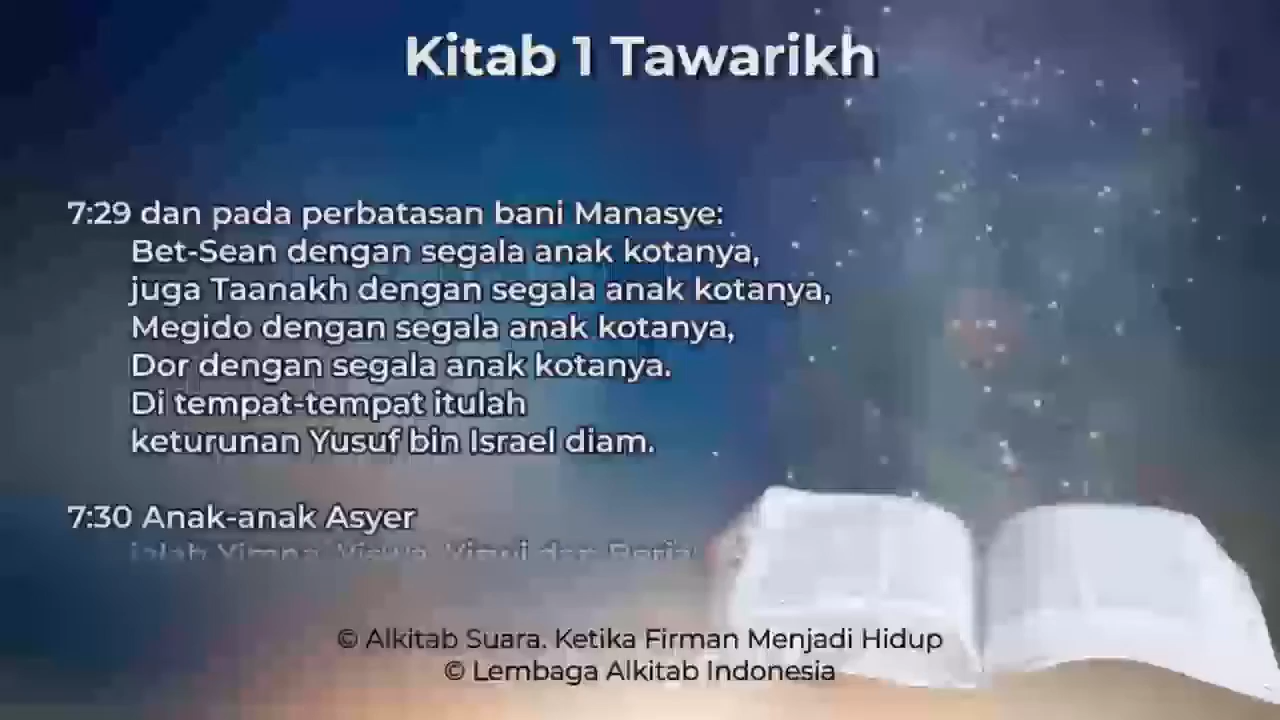 Kitab 1 Tawarikh
7:29 dan pada perbatasan bani Manasye:
Bet-Sean dengan segala anak kotanya,
juga Taanakh dengan segala anak kotanya,
Megido dengan segala anak kotanya,
Dor dengan segala anak kotanya.
Di tempat-tempat itulah
keturunan Yusuf bin Israel diam.
7:30 Anak-anak Asyer
© Alkitab Suara. Ketika Firman Menjadi Hidup
© Lembaga Alkitab Indonesia